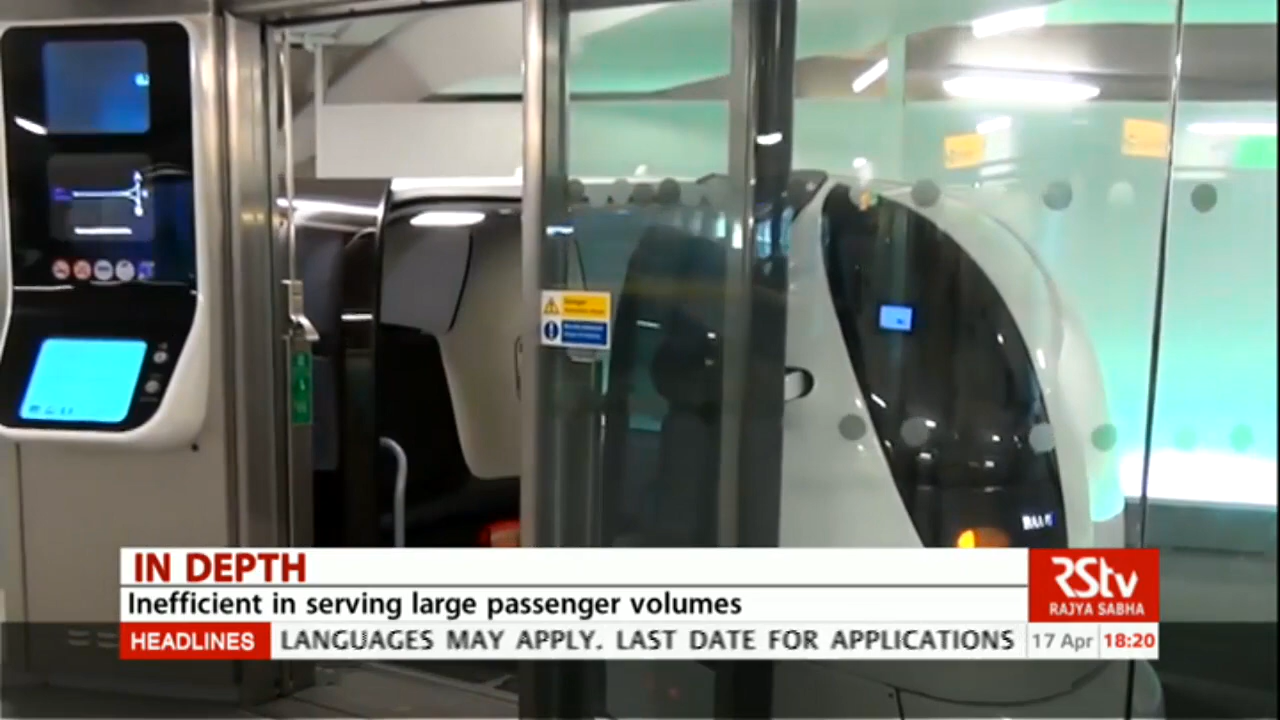 IN DEPTH
Inefficient in serving large passenger volumes
RStv
RAJYA SABHA
HEADLINES
LANGUAGES MAY APPLY. LAST DATE FOR APPLICATIONS
17 Apr
18:20